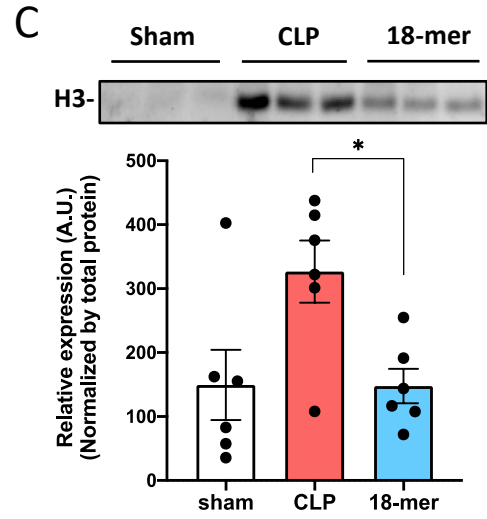 C
Sham CLP 18-mer
H3-
*
Relative expression (A.U.)
(Normalized by total protein)
500
400
300
200
100
0
sham CLP 18-mer